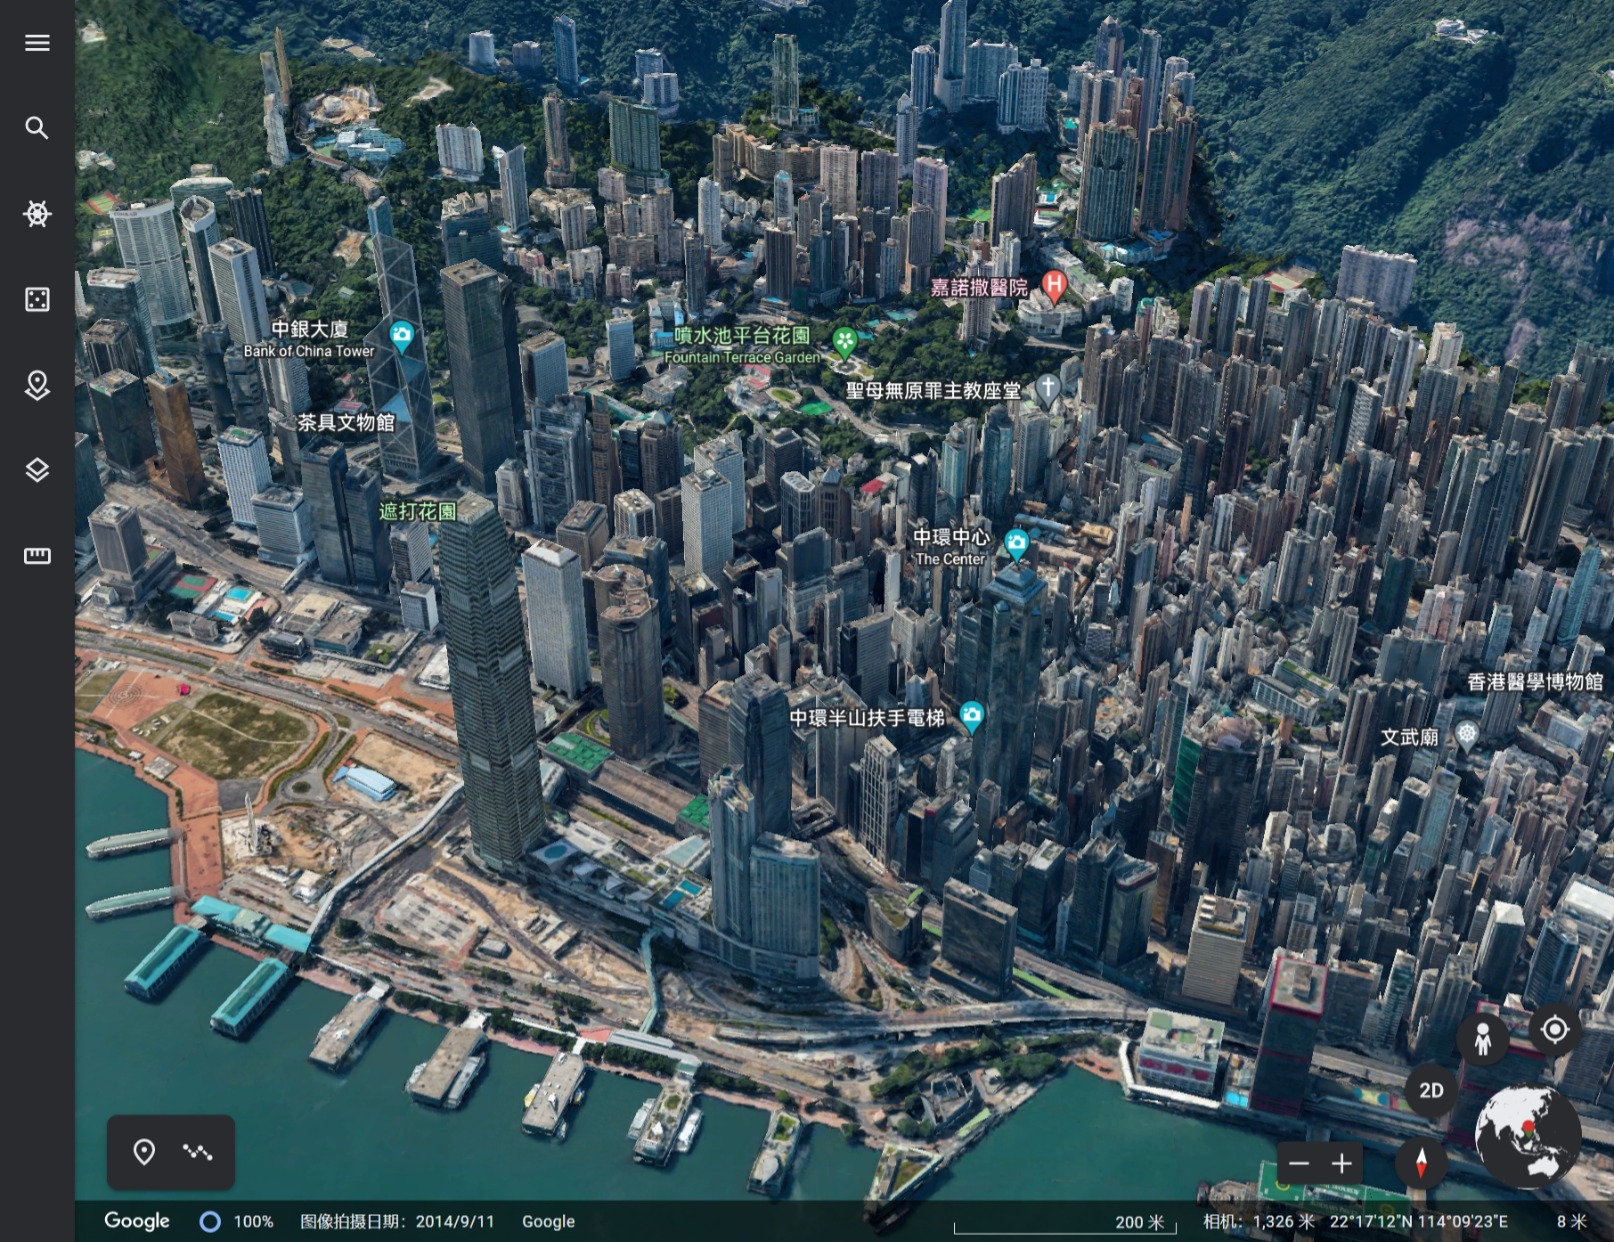 嘉諾撒醫院
中銀大廈
Bank of China Tower
噴水池平台花園
Fountain Terrace Garden
聖母無原罪主教座堂
茶具文物館
遮打花園
中環中心
The Center
香港醫學博物館
中環半山扶手電梯
文武廟
2D
Google
100%
图像拍摄日期：2014/9/11
Google
200 米
相机：1,326 米
22°17'12"N 114°09'23"E
8 米